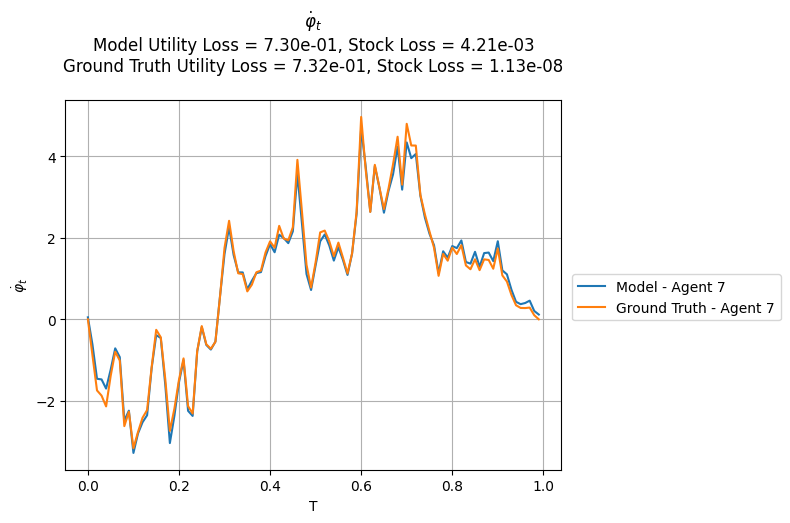 φ̇ₜ
Model Utility Loss = 7.30e-01, Stock Loss = 4.21e-03
Ground Truth Utility Loss = 7.32e-01, Stock Loss = 1.13e-08
φ̇ₜ
4
2
0
−2
0.0 0.2 0.4 0.6 0.8 1.0
T
Model - Agent 7
Ground Truth - Agent 7